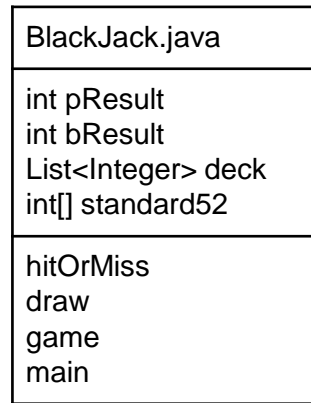 BlackJack.java
int pResult
int bResult
List<Integer> deck
int[] standard52
hitOrMiss
draw
game
main